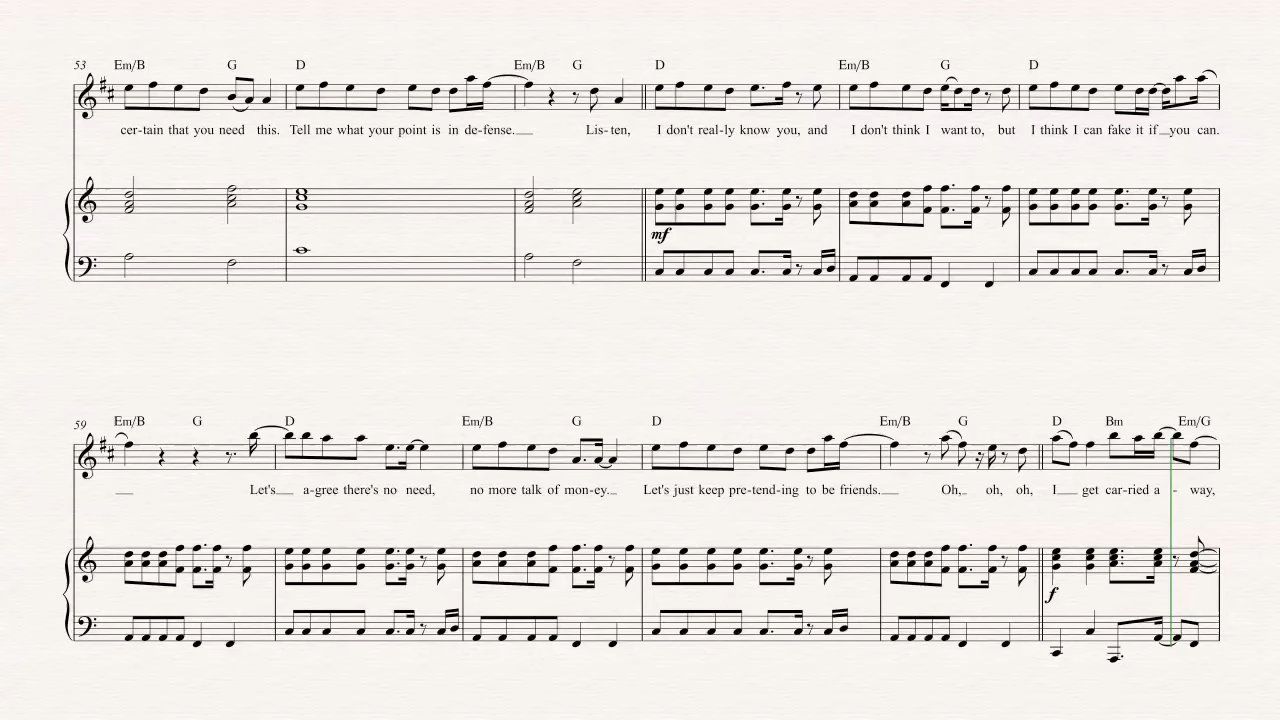 53 Em/B G D Em/B G D Em/B G D
cer-tain that you need this. Tell me what your point is in de-fense. Lis-ten, I don't real-ly know you, and I don't think I want to, but I think I can fake it if you can.
mf
59 Em/B G D Em/B G D Em/B G D Bm Em/G
Let's a-gree there's no need, no more talk of mon-ey. Let's just keep pre-tend-ing to be friends. Oh, oh, oh, I get car-ried a - way,
f